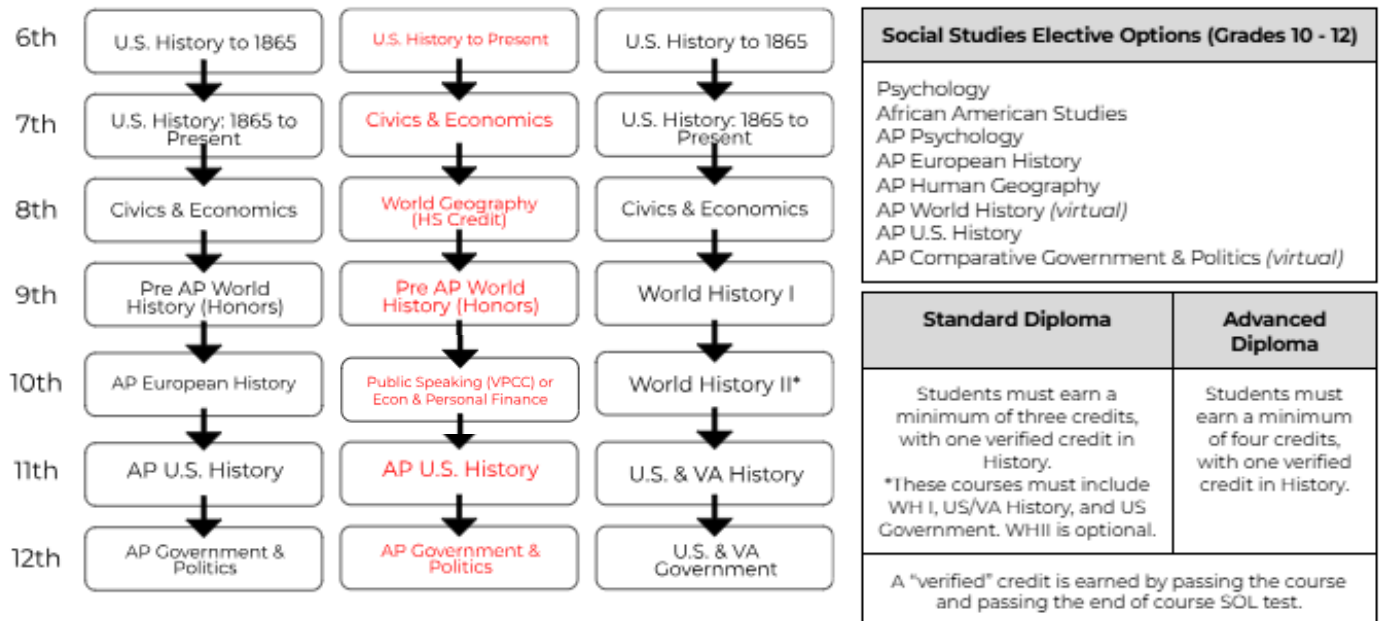 6th
U.S. History to 1865
U.S. History to Present
U.S. History to 1865
7th
U.S. History: 1865 to
Present
Civics & Economics
U.S. History: 1865 to
Present
8th
Civics & Economics
World Geography
(HS Credit)
Civics & Economics
9th
Pre AP World
History (Honors)
Pre AP World
History (Honors)
World History I
10th
AP European History
Public Speaking (VPCC) or
Econ & Personal Finance
World History II*
11th
AP U.S. History
AP U.S. History
U.S. & VA History
12th
AP Government &
Politics
AP Government &
Politics
U.S. & VA
Government
Social Studies Elective Options (Grades 10 - 12)
Psychology
African American Studies
AP Psychology
AP European History
AP Human Geography
AP World History (virtual)
AP U.S. History
AP Comparative Government & Politics (virtual)
Standard Diploma
Students must earn a
minimum of three credits,
with one verified credit in
History.
*These courses must include
WH I, US/VA History, and US
Government. WHII is optional.
Advanced
Diploma
Students must
earn a minimum
of four credits,
with one verified
credit in History.
A "verified" credit is earned by passing the course
and passing the end of course SOL test.